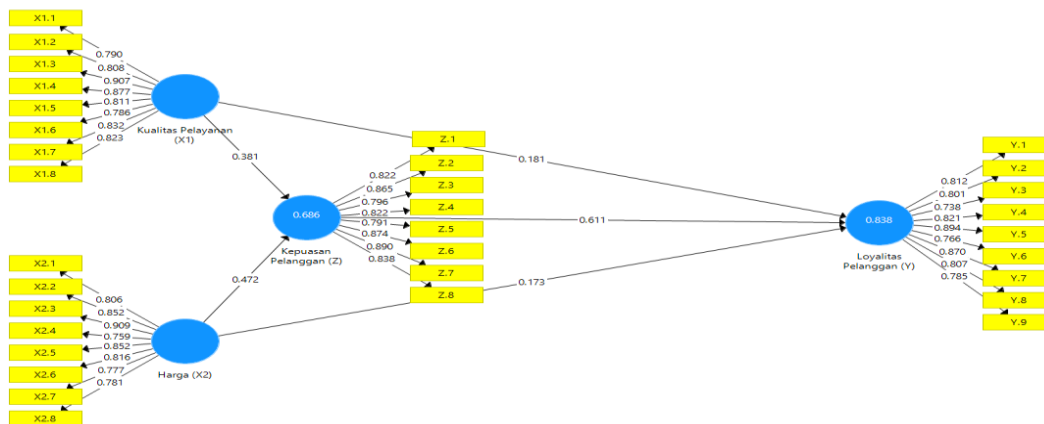 X1.1
X1.2
X1.3
X1.4
X1.5
X1.6
X1.7
X1.8
0.790
0.808
0.907
0.877
0.811
0.786
0.832
0.823
Kualitas Pelayanan
(X1)
0.381
0.181
X2.1
X2.2
X2.3
X2.4
X2.5
X2.6
X2.7
X2.8
0.806
0.852
0.909
0.759
0.852
0.816
0.777
0.781
Harga (X2)
0.472
0.173
0.686
Kepuasan
Pelanggan (Z)
0.822
0.865
0.796
0.822
0.791
0.874
0.890
0.838
Z.1
Z.2
Z.3
Z.4
Z.5
Z.6
Z.7
Z.8
0.611
0.838
Loyalitas
Pelanggan (Y)
0.812
0.801
0.738
0.821
0.894
0.766
0.870
0.807
0.785
Y.1
Y.2
Y.3
Y.4
Y.5
Y.6
Y.7
Y.8
Y.9